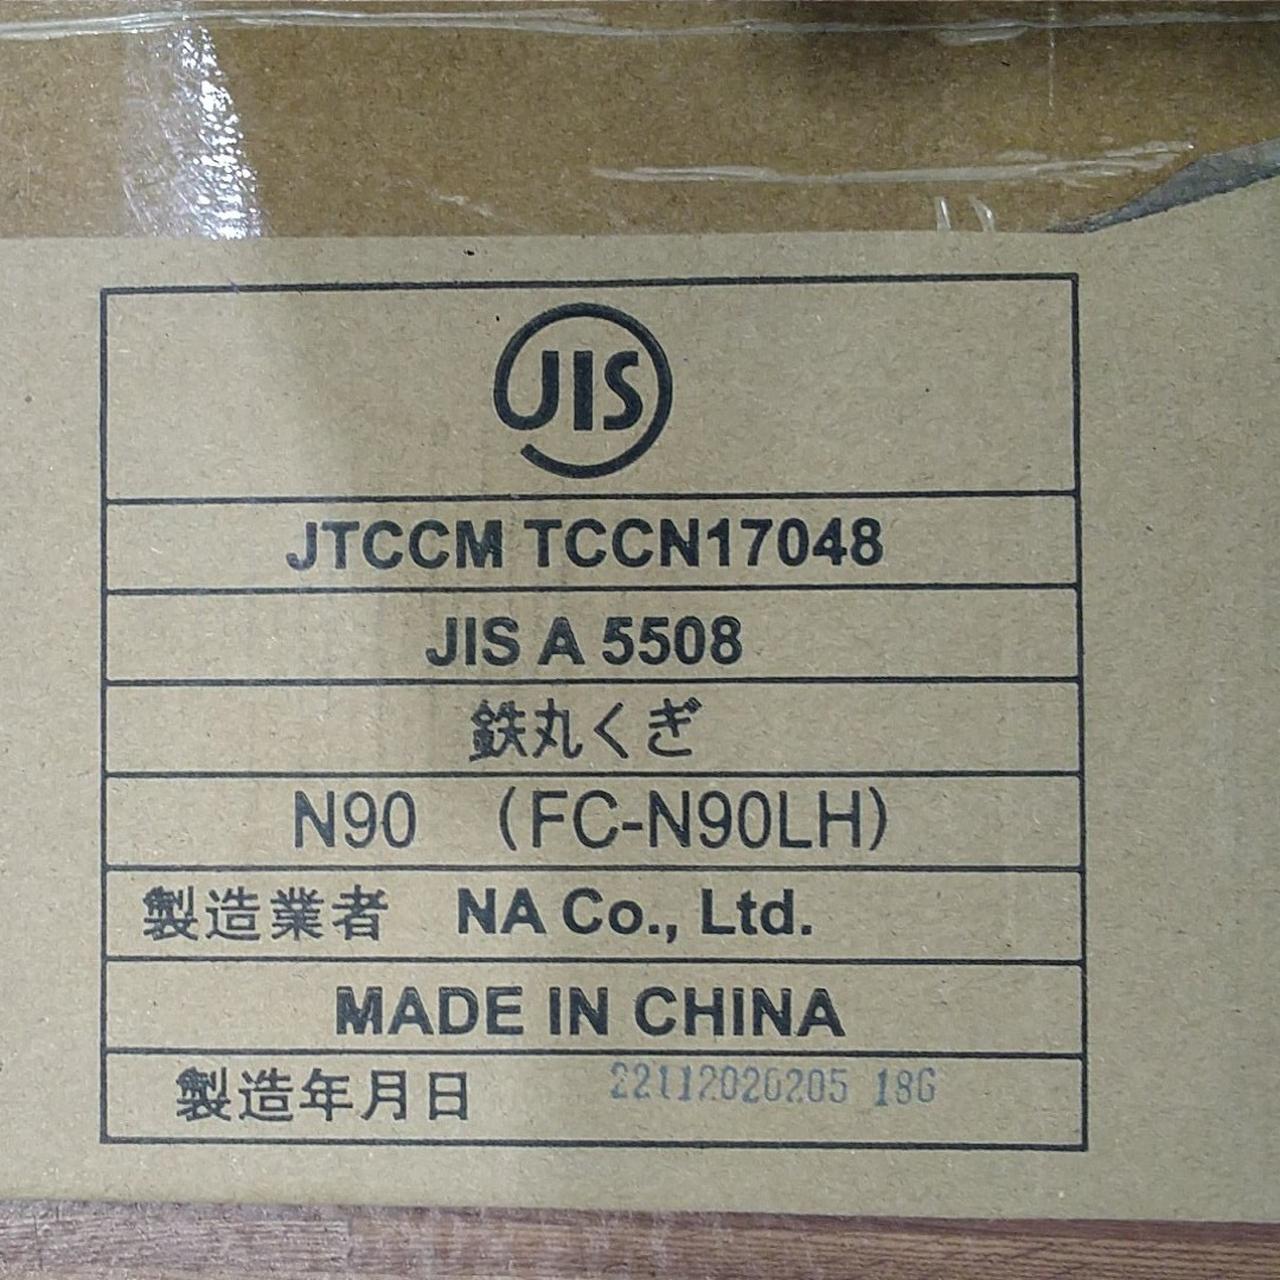 JIS
JTCCM TCCN17048
JIS A 5508
鉄丸くぎ
N90 (FC-N90LH)
製造業者 NA Co., Ltd.
MADE IN CHINA
製造年月日 22112020205 18G